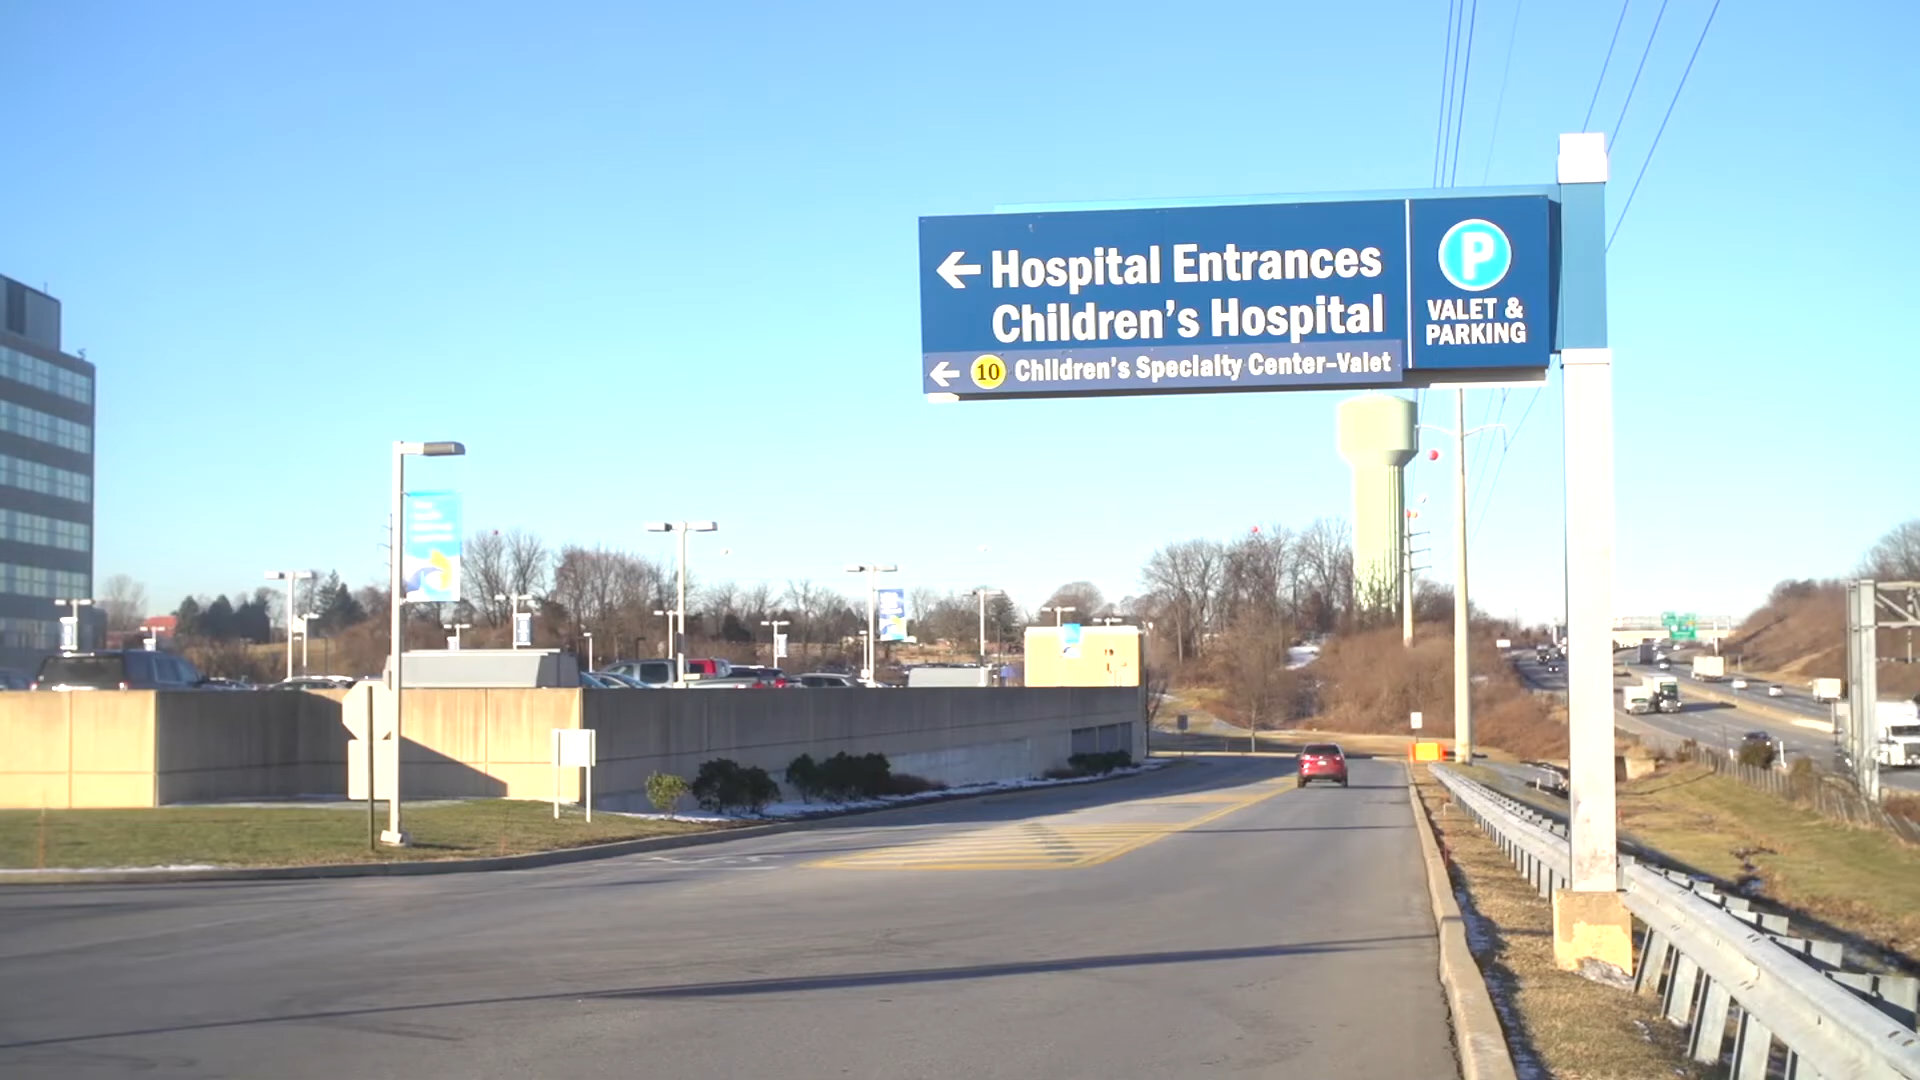 ← Hospital Entrances
Children's Hospital
← 10 Children's Specialty Center-Valet
P
VALET &
PARKING